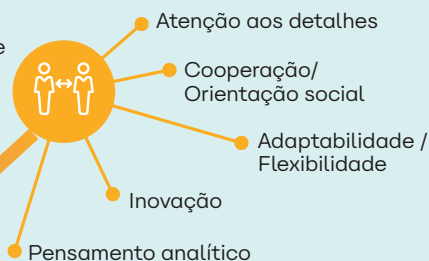 Atenção aos detalhes
e
Cooperação/
Orientação social
Adaptabilidade /
Flexibilidade
Inovação
Pensamento analítico